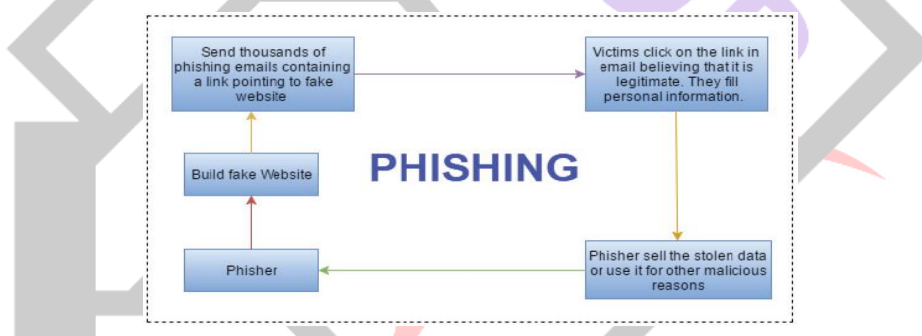 Send thousands of
phishing emails containing
a link pointing to fake
website
Victims click on the link in
email believing that it is
legitimate. They fill
personal information.
Build fake Website
PHISHING
Phisher
Phisher sell the stolen data
or use it for other malicious
reasons